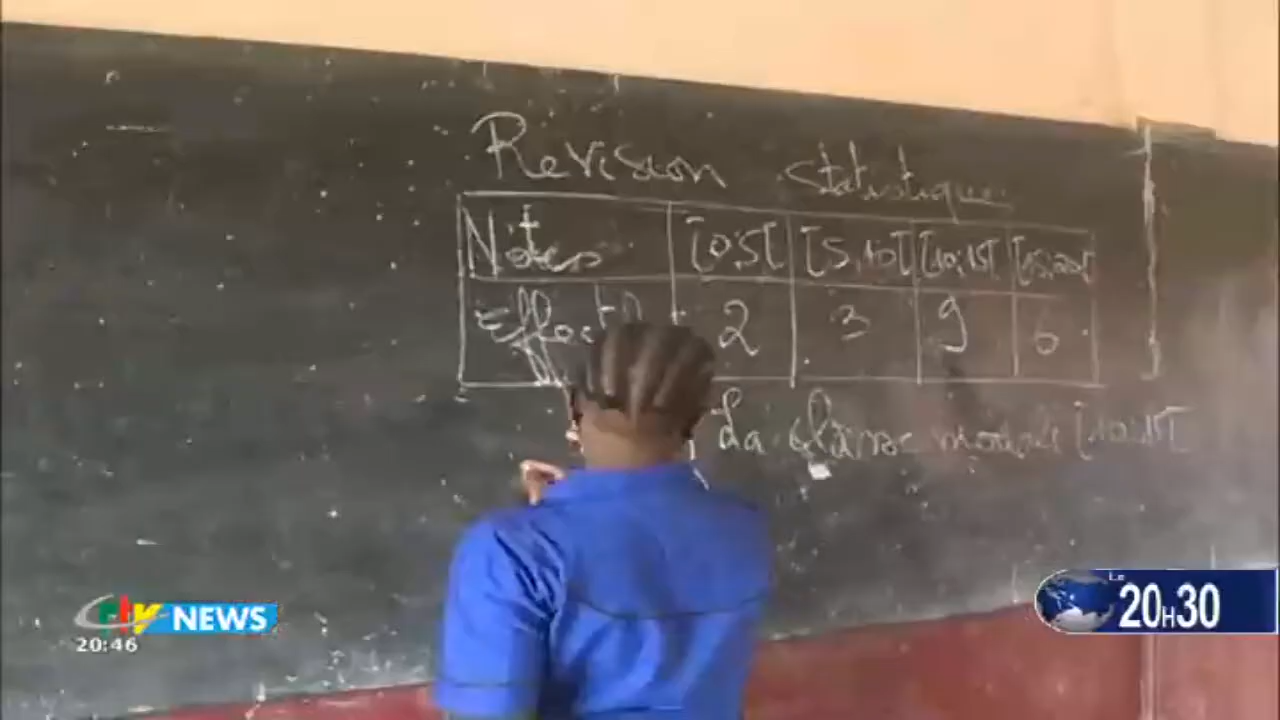 Revision statistique
Notes [0;5[ [5,10[ [10;15[ [15;20[
Effectif 2 3 9 6
La classe modale [10;15[
NEWS
20:46
Le
20H30